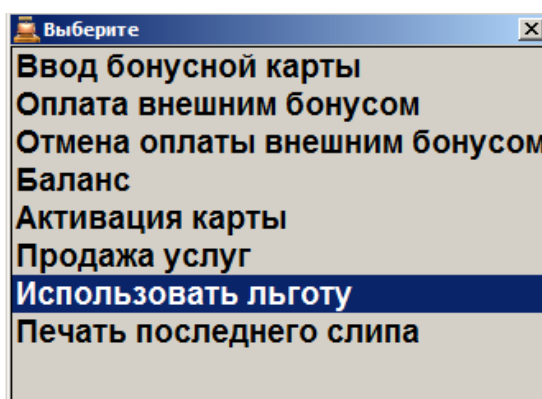 Выберите
Ввод бонусной карты
Оплата внешним бонусом
Отмена оплаты внешним бонусом
Баланс
Активация карты
Продажа услуг
Использовать льготу
Печать последнего слипа